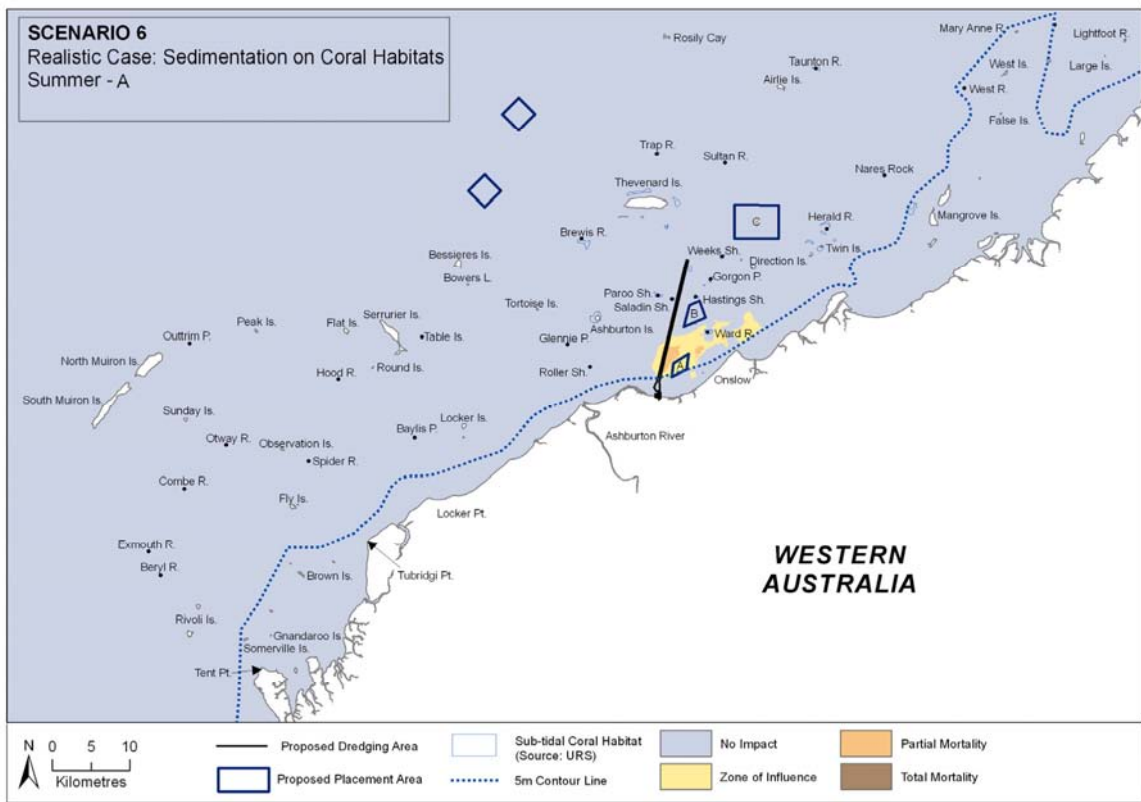 SCENARIO 6
Realistic Case: Sedimentation on Coral Habitats
Summer - A
Rosily Cay
Mary Anne R.
Lightfoot R.
Taunton R.
Airlie Is.
West Is.
Large Is.
West R.
False Is.
Trap R.
Sultan R.
Nares Rock
Thevenard Is.
C
Herald R.
Mangrove Is.
Brewis R.
Weeks Sh.
Twin Is.
Bessieres Is.
Direction Is.
Bowers L.
Gorgon P.
Paroo Sh.
Hastings Sh.
Saladin Sh.
Tortoise Is.
B
Peak Is.
Flat Is.
Serrurier Is.
Ashburton Is.
Ward R.
Outtrim P.
Table Is.
Glennie P.
North Muiron Is.
Round Is.
A
Hood R.
Roller Sh.
Onslow
South Muiron Is.
Sunday Is.
Locker Is.
Otway R.
Observation Is.
Baylis P.
Ashburton River
Spider R.
Combe R.
Fly Is.
Locker Pt.
Exmouth R.
WESTERN
AUSTRALIA
Beryl R.
Brown Is.
Tubridgi Pt.
Rivoli Is.
Gnandaroo Is.
Somerville Is.
Tent Pt.
N
0 5 10
Kilometres
Proposed Dredging Area
Proposed Placement Area
Sub-tidal Coral Habitat
(Source: URS)
5m Contour Line
No Impact
Zone of Influence
Partial Mortality
Total Mortality